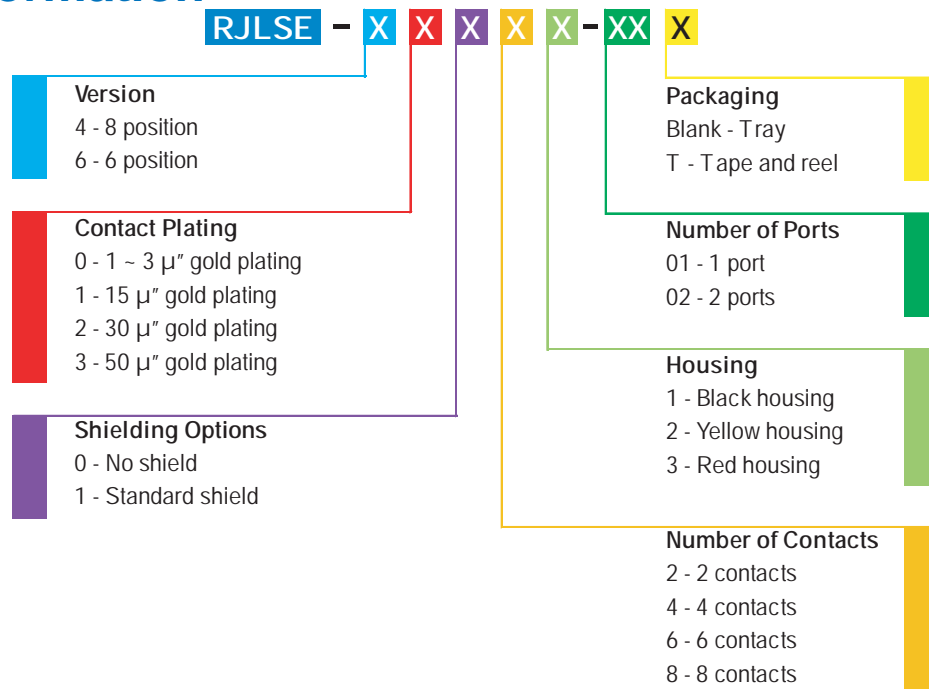 RJLSE - X X X X X - XX X
Version
4 - 8 position
6 - 6 position
Contact Plating
0 - 1 ~ 3 µ" gold plating
1 - 15 µ" gold plating
2 - 30 µ" gold plating
3 - 50 µ" gold plating
Shielding Options
0 - No shield
1 - Standard shield
Packaging
Blank - Tray
T - Tape and reel
Number of Ports
01 - 1 port
02 - 2 ports
Housing
1 - Black housing
2 - Yellow housing
3 - Red housing
Number of Contacts
2 - 2 contacts
4 - 4 contacts
6 - 6 contacts
8 - 8 contacts